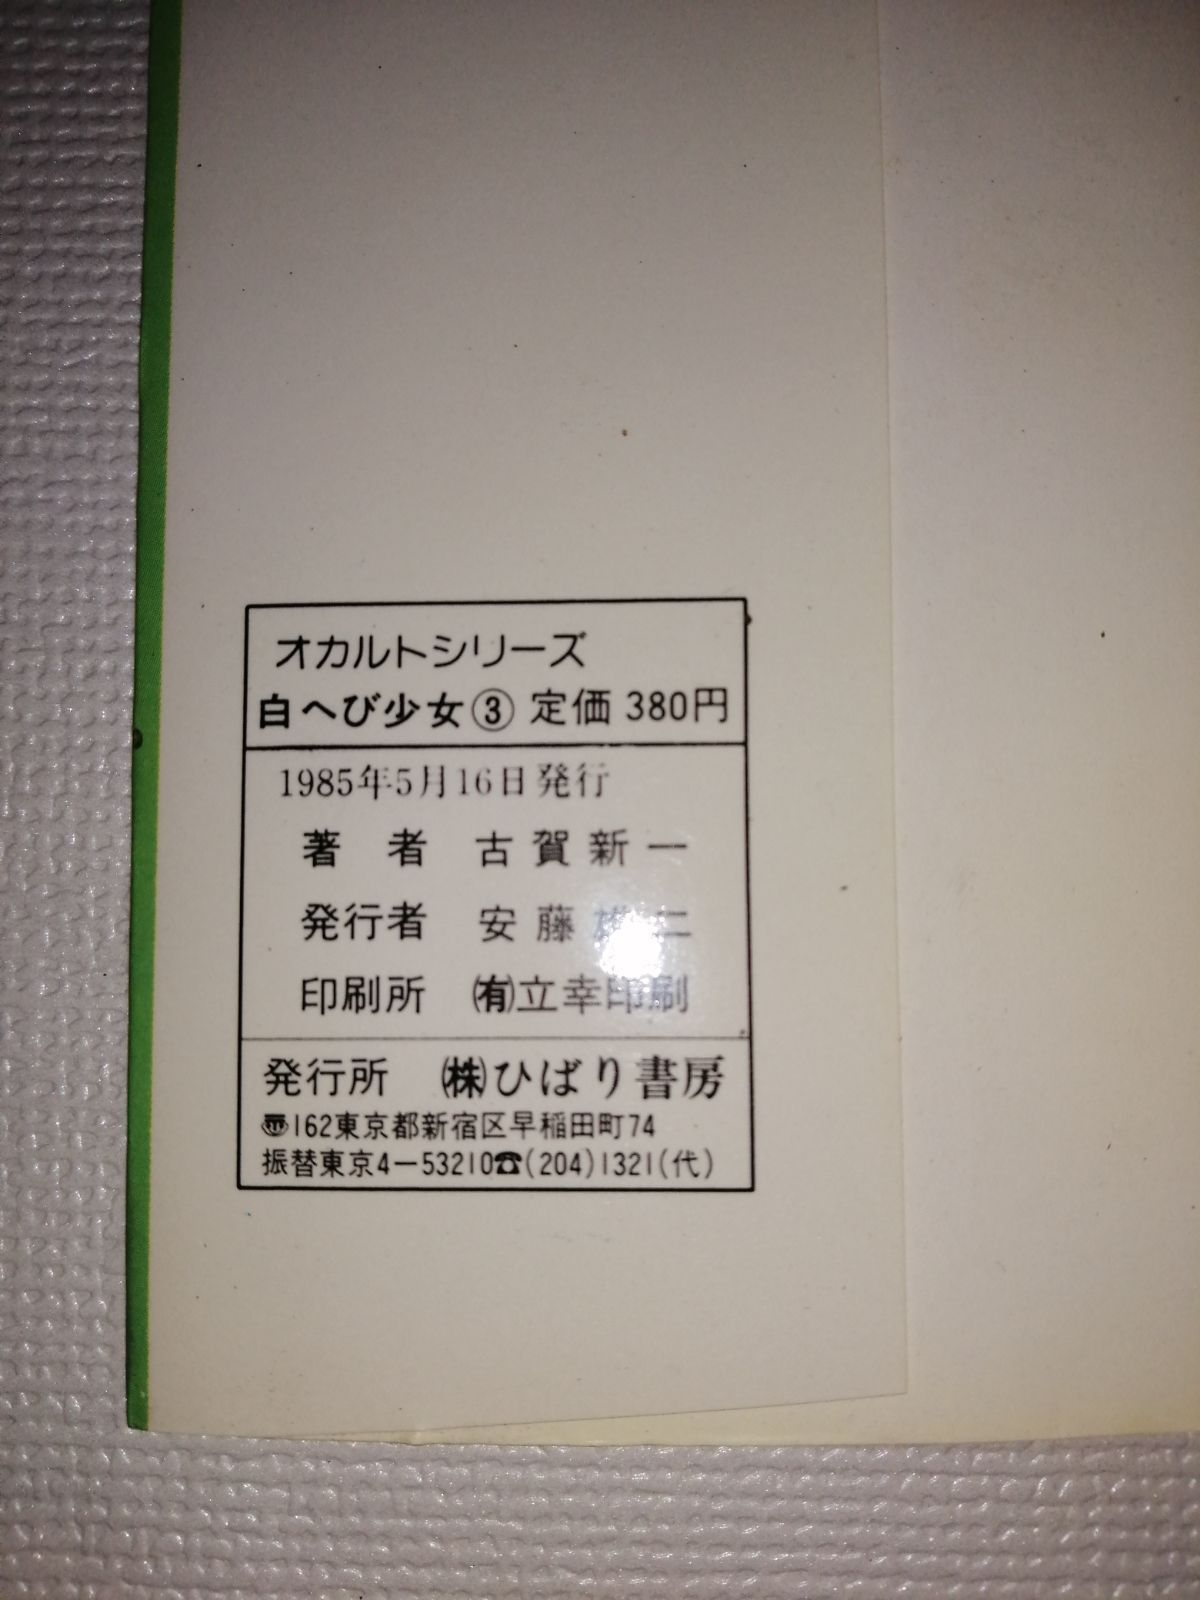 オカルトシリーズ
白へび少女③ 定価 380円
1985年5月16日発行
著者 古賀新一
発行者 安藤 二
印刷所 ㈲立幸印刷
発行所 ㈱ひばり書房
〠162東京都新宿区早稲田町74
振替東京4－53210☎(204)1321(代)